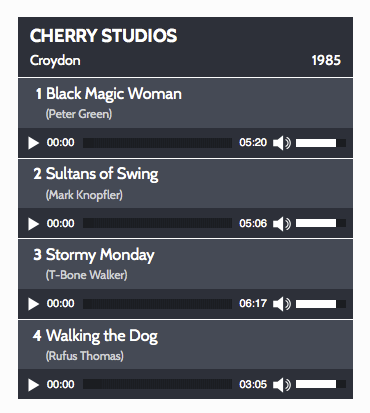 CHERRY STUDIOS
Croydon 1985
1 Black Magic Woman
(Peter Green)
00:00 05:20
2 Sultans of Swing
(Mark Knopfler)
00:00 05:06
3 Stormy Monday
(T-Bone Walker)
00:00 06:17
4 Walking the Dog
(Rufus Thomas)
00:00 03:05